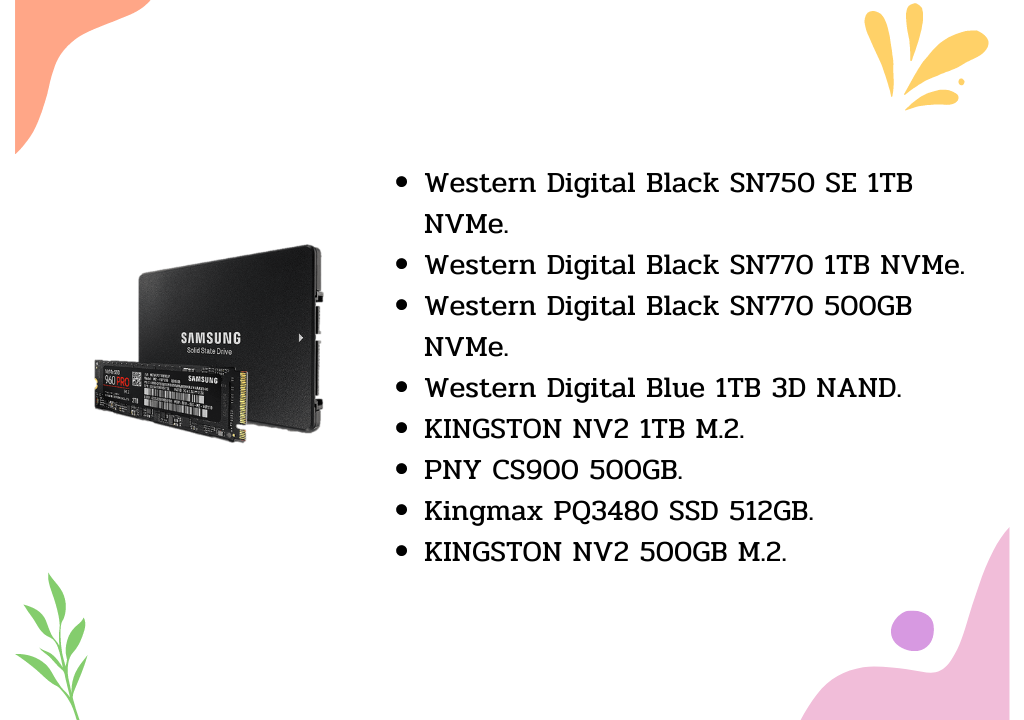 Western Digital Black SN750 SE 1TB
NVMe.
Western Digital Black SN770 1TB NVMe.
Western Digital Black SN770 500GB
NVMe.
Western Digital Blue 1TB 3D NAND.
KINGSTON NV2 1TB M.2.
PNY CS900 500GB.
Kingmax PQ3480 SSD 512GB.
KINGSTON NV2 500GB M.2.
SAMSUNG
Solid State Drive
960 PRO
SAMSUNG